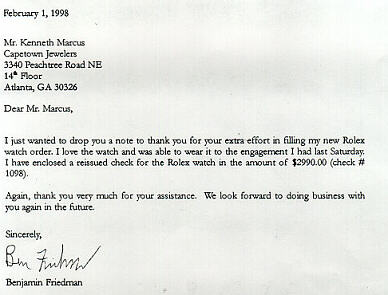 February 1, 1998
Mr. Kenneth Marcus
Capetown Jewelers
3340 Peachtree Road NE
14th Floor
Atlanta, GA 30326
Dear Mr. Marcus,
I just wanted to drop you a note to thank you for your extra effort in filling my new Rolex
watch order. I love the watch and was able to wear it to the engagement I had last Saturday.
I have enclosed a reissued check for the Rolex watch in the amount of $2990.00 (check #
1098).
Again, thank you very much for your assistance. We look forward to doing business with
you again in the future.
Sincerely,
Ben
Benjamin Friedman